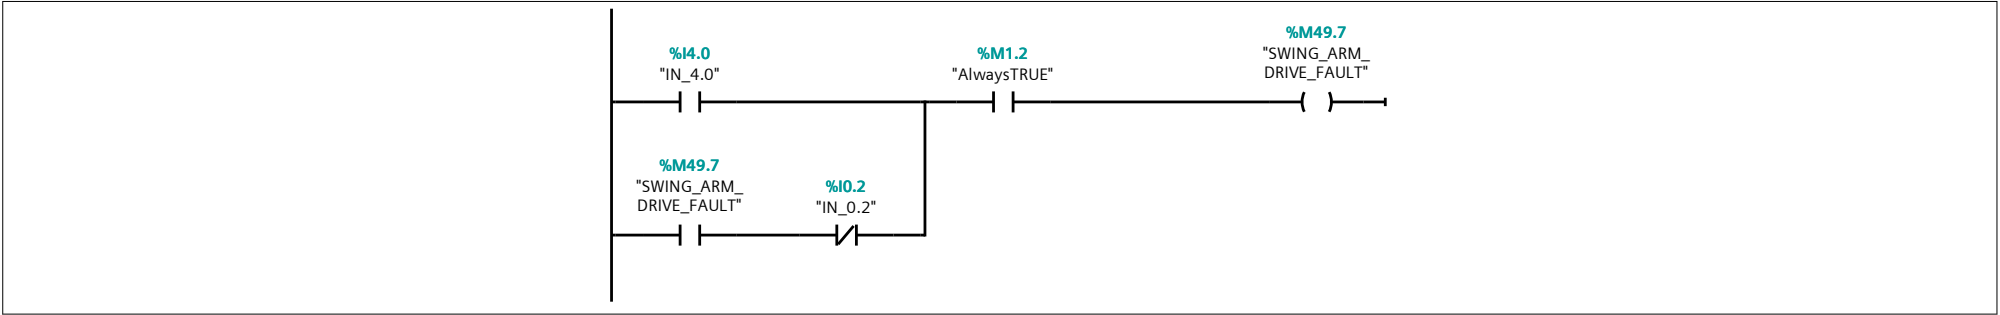 %M49.7
%I4.0
%M1.2
"SWING_ARM_
"IN_4.0"
"AlwaysTRUE"
DRIVE_FAULT"
%M49.7
"SWING_ARM_
%I0.2
DRIVE_FAULT"
"IN_0.2"